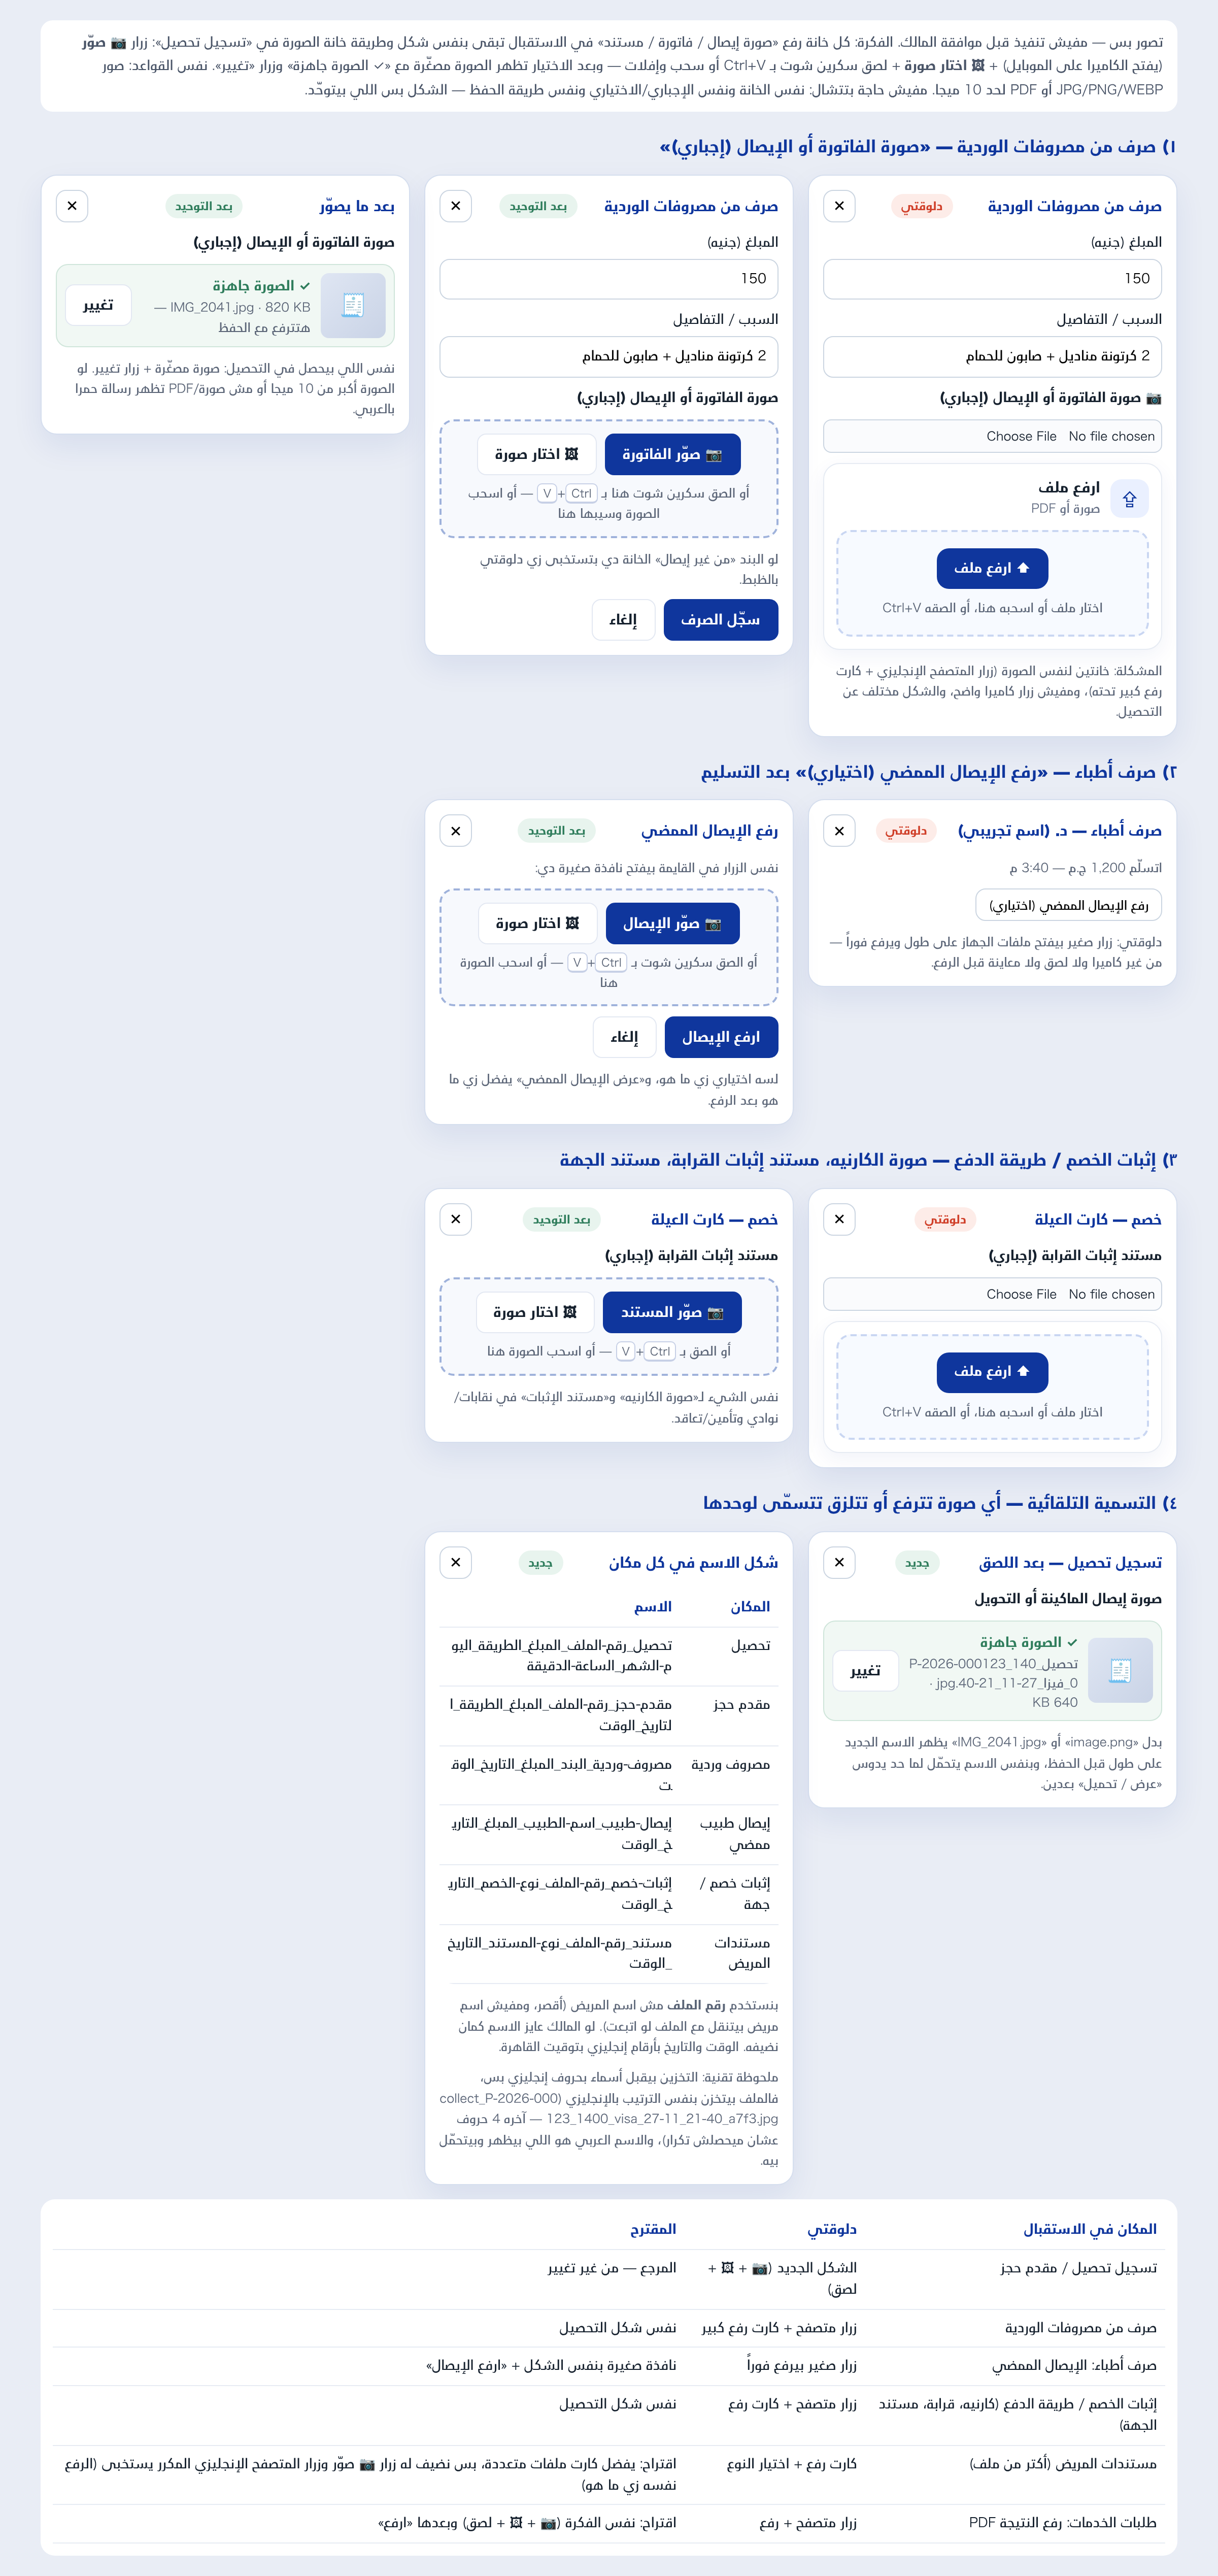 تصور بس — مفيش تنفيذ قبل موافقة المالك. الفكرة: كل خانة رفع «صورة إيصال / فاتورة / مستند» في الاستقبال تبقى بنفس شكل وطريقة خانة الصورة في «تسجيل تحصيل»: زرار 📷 صوّر
(يفتح الكاميرا على الموبايل) + 🖼 اختار صورة + لصق سكرين شوت بـ Ctrl+V أو سحب وإفلات — وبعد الاختيار تظهر الصورة مصغّرة مع «✓ الصورة جاهزة» وزرار «تغيير». نفس القواعد: صور
JPG/PNG/WEBP أو PDF لحد 10 ميجا. مفيش حاجة بتتشال: نفس الخانة ونفس الإجباري/الاختياري ونفس طريقة الحفظ — الشكل بس اللي بيتوحّد.
١) صرف من مصروفات الوردية — «صورة الفاتورة أو الإيصال (إجباري)»
صرف من مصروفات الوردية
دلوقتي
✕
المبلغ (جنيه)
150
السبب / التفاصيل
2 كرتونة مناديل + صابون للحمام
📷 صورة الفاتورة أو الإيصال (إجباري)
Choose File No file chosen
ارفع ملف
صورة أو PDF
⬆ ارفع ملف
اختار ملف أو اسحبه هنا، أو الصقه Ctrl+V
المشكلة: خانتين لنفس الصورة (زرار المتصفح الإنجليزي + كارت
رفع كبير تحته)، ومفيش زرار كاميرا واضح، والشكل مختلف عن
التحصيل.
صرف من مصروفات الوردية
بعد التوحيد
✕
المبلغ (جنيه)
150
السبب / التفاصيل
2 كرتونة مناديل + صابون للحمام
صورة الفاتورة أو الإيصال (إجباري)
📷 صوّر الفاتورة
🖼 اختار صورة
أو الصق سكرين شوت هنا بـ Ctrl+V — أو اسحب
الصورة وسيبها هنا
لو البند «من غير إيصال» الخانة دي بتستخبى زي دلوقتي
بالظبط.
سجّل الصرف
إلغاء
بعد ما يصوّر
بعد التوحيد
✕
صورة الفاتورة أو الإيصال (إجباري)
✓ الصورة جاهزة
IMG_2041.jpg · 820 KB —
هتترفع مع الحفظ
تغيير
نفس اللي بيحصل في التحصيل: صورة مصغّرة + زرار تغيير. لو
الصورة أكبر من 10 ميجا أو مش صورة/PDF تظهر رسالة حمرا
بالعربي.
٢) صرف أطباء — «رفع الإيصال الممضي (اختياري)» بعد التسليم
صرف أطباء — د. (اسم تجريبي)
دلوقتي
✕
اتسلّم 1,200 ج.م — 3:40 م
رفع الإيصال الممضي (اختياري)
دلوقتي: زرار صغير بيفتح ملفات الجهاز على طول ويرفع فوراً —
من غير كاميرا ولا لصق ولا معاينة قبل الرفع.
رفع الإيصال الممضي
بعد التوحيد
✕
نفس الزرار في القايمة بيفتح نافذة صغيرة دي:
📷 صوّر الإيصال
🖼 اختار صورة
أو الصق سكرين شوت بـ Ctrl+V — أو اسحب الصورة
هنا
ارفع الإيصال
إلغاء
لسه اختياري زي ما هو، و«عرض الإيصال الممضي» يفضل زي ما
هو بعد الرفع.
٣) إثبات الخصم / طريقة الدفع — صورة الكارنيه، مستند إثبات القرابة، مستند الجهة
خصم — كارت العيلة
دلوقتي
✕
مستند إثبات القرابة (إجباري)
Choose File No file chosen
⬆ ارفع ملف
اختار ملف أو اسحبه هنا، أو الصقه Ctrl+V
خصم — كارت العيلة
بعد التوحيد
✕
مستند إثبات القرابة (إجباري)
📷 صوّر المستند
🖼 اختار صورة
أو الصق بـ Ctrl+V — أو اسحب الصورة هنا
نفس الشيء لـ«صورة الكارنيه» و«مستند الإثبات» في نقابات/
نوادي وتأمين/تعاقد.
٤) التسمية التلقائية — أي صورة تترفع أو تتلزق تتسمّى لوحدها
تسجيل تحصيل — بعد اللصق
جديد
✕
صورة إيصال الماكينة أو التحويل
✓ الصورة جاهزة
تحصيل_P-2026-000123_140
0_فيزا_27-11_21-40.jpg ·
640 KB
تغيير
بدل «image.png» أو «IMG_2041.jpg» يظهر الاسم الجديد
على طول قبل الحفظ، وبنفس الاسم يتحمّل لما حد يدوس
«عرض / تحميل» بعدين.
شكل الاسم في كل مكان
جديد
✕
المكان الاسم
تحصيل تحصيل_رقم-الملف_المبلغ_الطريقة_اليو
م-الشهر_الساعة-الدقيقة
مقدم حجز مقدم-حجز_رقم-الملف_المبلغ_الطريقة_ا
لتاريخ_الوقت
مصروف وردية مصروف-وردية_البند_المبلغ_التاريخ_الوق
ت
إيصال طبيب إيصال-طبيب_اسم-الطبيب_المبلغ_التاري
ممضي خ_الوقت
إثبات خصم / إثبات-خصم_رقم-الملف_نوع-الخصم_التاري
جهة خ_الوقت
مستندات مستند_رقم-الملف_نوع-المستند_التاريخ
المريض _الوقت
بنستخدم رقم الملف مش اسم المريض (أقصر، ومفيش اسم
مريض بيتنقل مع الملف لو اتبعت). لو المالك عايز الاسم كمان
نضيفه. الوقت والتاريخ بأرقام إنجليزي بتوقيت القاهرة.
ملحوظة تقنية: التخزين بيقبل أسماء بحروف إنجليزي بس،
فالملف بيتخزن بنفس الترتيب بالإنجليزي (collect_P-2026-000
123_1400_visa_27-11_21-40_a7f3.jpg — آخره 4 حروف
عشان ميحصلش تكرار)، والاسم العربي هو اللي بيظهر وبيتحمّل
بيه.
المكان في الاستقبال دلوقتي المقترح
تسجيل تحصيل / مقدم حجز الشكل الجديد (📷 + 🖼 + المرجع — من غير تغيير
لصق)
صرف من مصروفات الوردية زرار متصفح + كارت رفع كبير نفس شكل التحصيل
صرف أطباء: الإيصال الممضي زرار صغير بيرفع فوراً نافذة صغيرة بنفس الشكل + «ارفع الإيصال»
إثبات الخصم / طريقة الدفع (كارنيه، قرابة، مستند زرار متصفح + كارت رفع نفس شكل التحصيل
الجهة)
مستندات المريض (أكتر من ملف) كارت رفع + اختيار النوع اقتراح: يفضل كارت ملفات متعددة، بس نضيف له زرار 📷 صوّر وزرار المتصفح الإنجليزي المكرر يستخبى (الرفع
نفسه زي ما هو)
طلبات الخدمات: رفع النتيجة PDF زرار متصفح + رفع اقتراح: نفس الفكرة (📷 + 🖼 + لصق) وبعدها «ارفع»